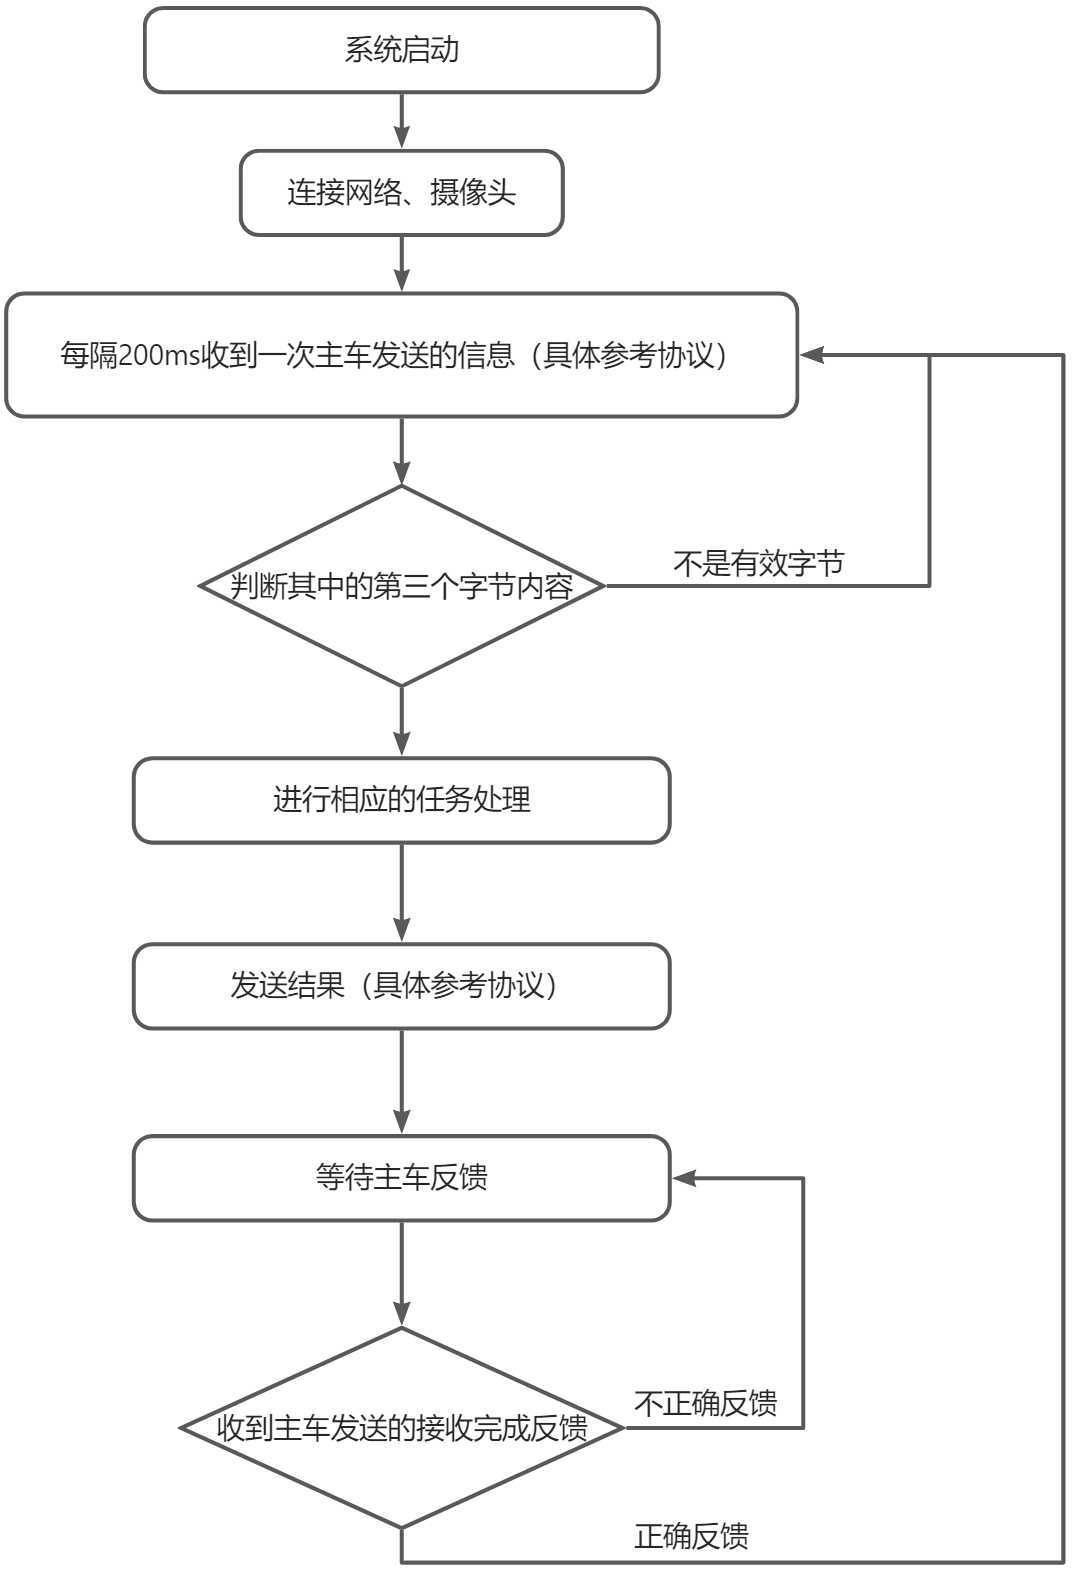 系统启动
连接网络、摄像头
每隔200ms收到一次主车发送的信息（具体参考协议）
不是有效字节
判断其中的第三个字节内容
进行相应的任务处理
发送结果（具体参考协议）
等待主车反馈
不正确反馈
收到主车发送的接收完成反馈
正确反馈